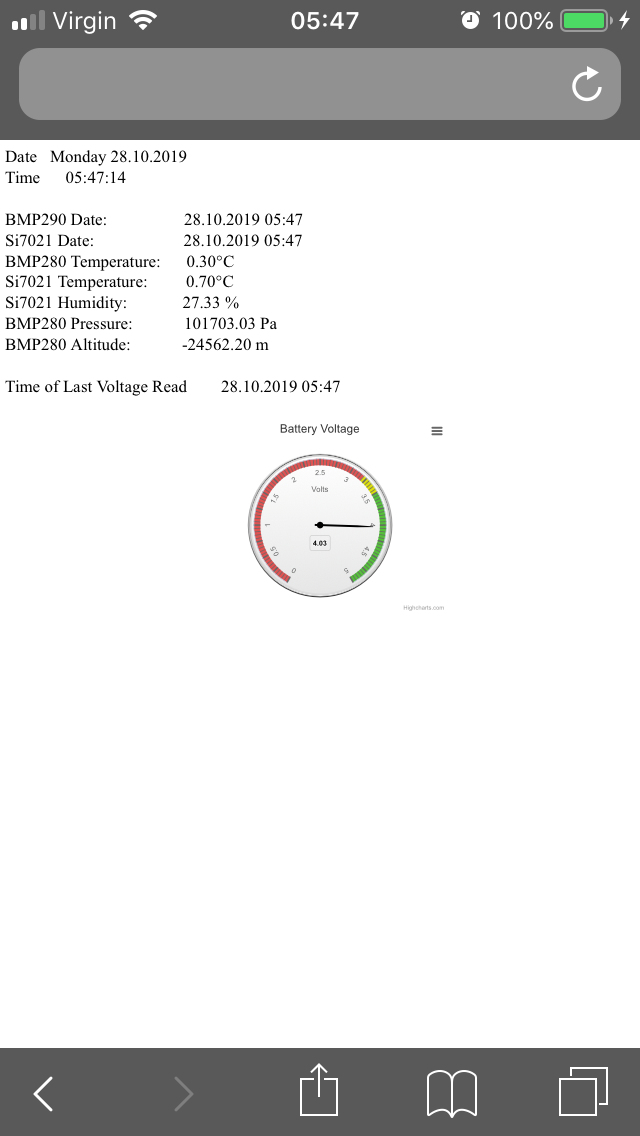 Virgin 05:47 100%
Date Monday 28.10.2019
Time 05:47:14
BMP290 Date: 28.10.2019 05:47
Si7021 Date: 28.10.2019 05:47
BMP280 Temperature: 0.30°C
Si7021 Temperature: 0.70°C
Si7021 Humidity: 27.33 %
BMP280 Pressure: 101703.03 Pa
BMP280 Altitude: -24562.20 m
Time of Last Voltage Read 28.10.2019 05:47
Battery Voltage
0 0.5 1 1.5 2 2.5 3 3.5 4 4.5 5
Volts
4.03
Highcharts.com